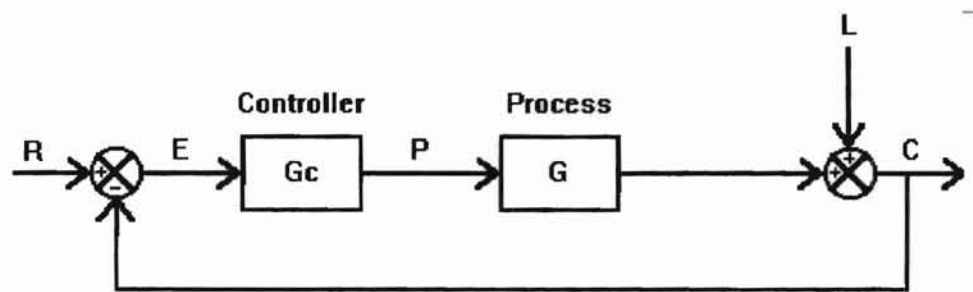 L
Controller Process
R E P C
Gc G
+ - + +